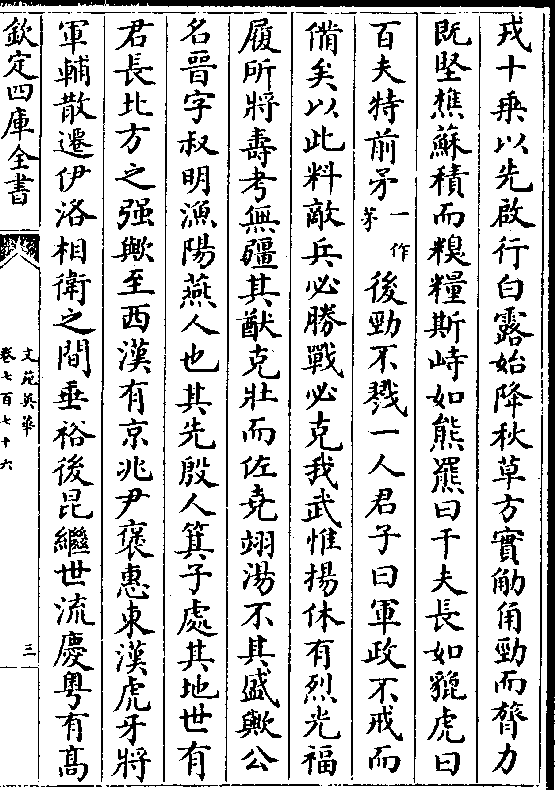 戎十乘以先啟行白露始降秋草方實觔角勁而膂力
既堅樵蘇積而糗糧斯峙如熊羆曰千夫長如貔虎曰
百夫特前矛一作茅後勁不戮一人君子曰軍政不戒而
備矣以此料敵兵必勝戰必克我武惟揚休有烈光福
履所將壽考無疆其猷克壯而佐堯翊湯不其盛歟公
名晉字叔明漁陽燕人也其先殷人箕子處其地世有
君長北方之强歟至西漢有京兆尹褒惠東漢虎牙將
軍輔散遷伊洛相衛之間垂裕後昆繼世流慶粤有高
欽定四庫全書
文苑英華
卷七百七十六
三